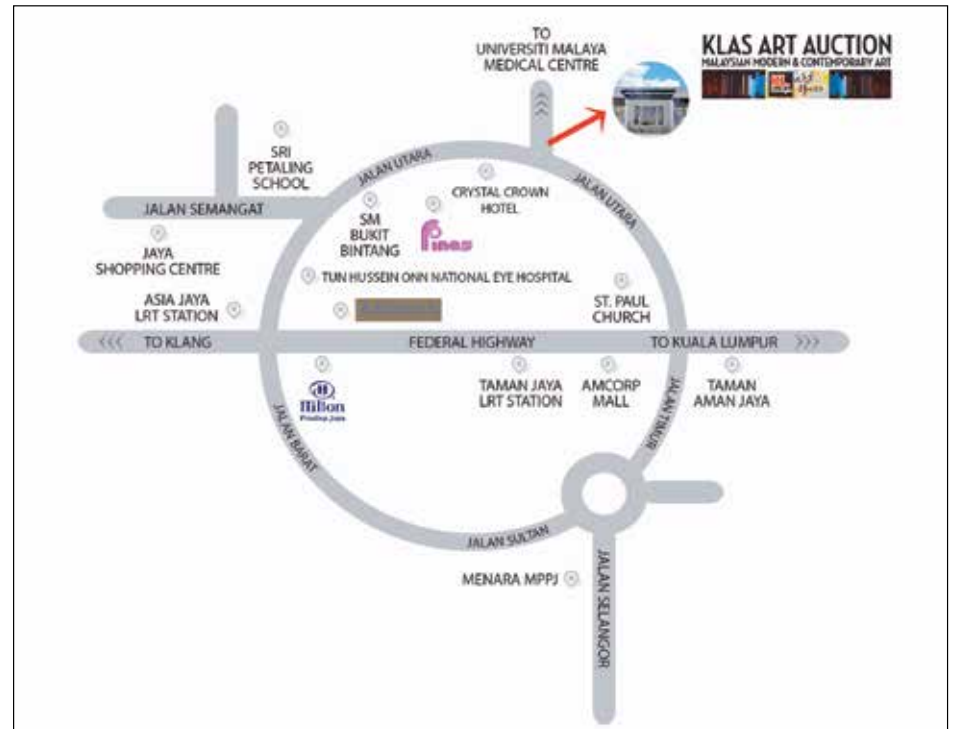 TO
UNIVERSITI MALAYA
MEDICAL CENTRE
KLAS ART AUCTION
MALAYSIAN MODERN & CONTEMPORARY ART
SRI
PETALING
SCHOOL
JALAN UTARA
CRYSTAL CROWN
HOTEL
JALAN UTARA
JALAN SEMANGAT
SM
BUKIT
BINTANG
Pines
JAYA
SHOPPING CENTRE
TUN HUSSEIN ONN NATIONAL EYE HOSPITAL
ASIA JAYA
LRT STATION
ST. PAUL
CHURCH
<<< TO KLANG
FEDERAL HIGHWAY
TO KUALA LUMPUR >>>
Hilton
Petaling Jaya
TAMAN JAYA
LRT STATION
AMCORP
MALL
TAMAN
AMAN JAYA
JALAN BARAT
JALAN TIMUR
JALAN SULTAN
MENARA MPPJ
JALAN SELANGOR